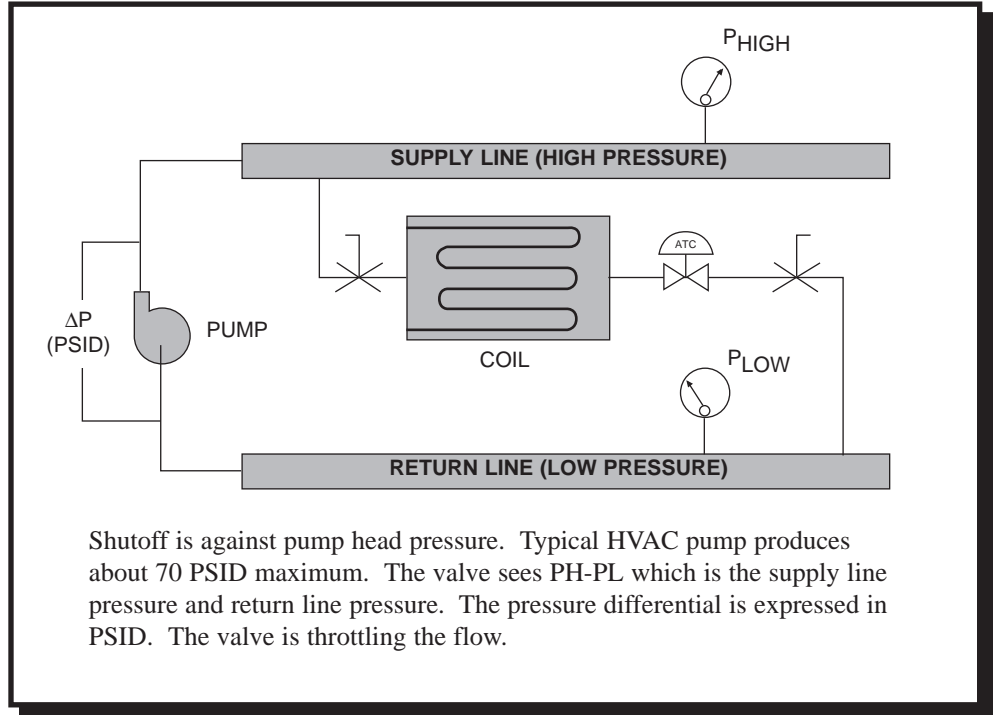 PHIGH
SUPPLY LINE (HIGH PRESSURE)
ATC
ΔP
(PSID)
PUMP
COIL
PLOW
RETURN LINE (LOW PRESSURE)
Shutoff is against pump head pressure. Typical HVAC pump produces
about 70 PSID maximum. The valve sees PH-PL which is the supply line
pressure and return line pressure. The pressure differential is expressed in
PSID. The valve is throttling the flow.